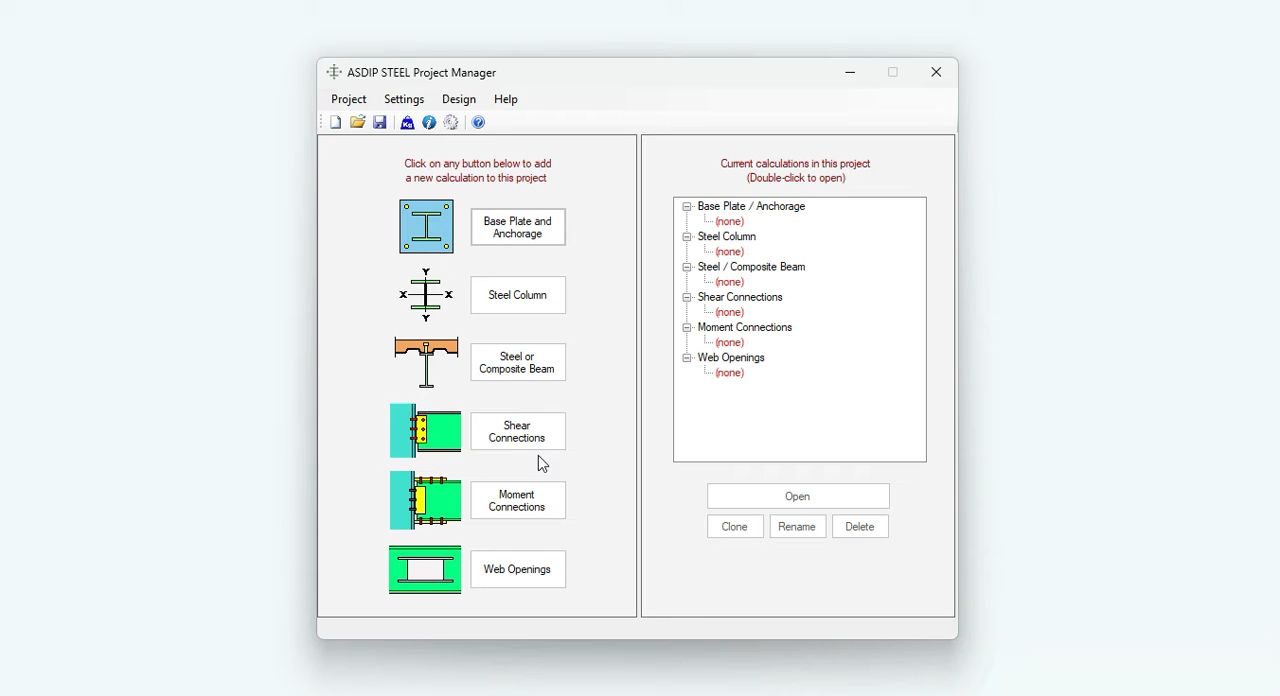 ASDIP STEEL Project Manager
Project Settings Design Help
Kg
Click on any button below to add
a new calculation to this project
Base Plate and
Anchorage
Y
X X
Y
Steel Column
Steel or
Composite Beam
Shear
Connections
Moment
Connections
Web Openings
Current calculations in this project
(Double-click to open)
Base Plate / Anchorage
(none)
Steel Column
(none)
Steel / Composite Beam
(none)
Shear Connections
(none)
Moment Connections
(none)
Web Openings
(none)
Open
Clone Rename Delete